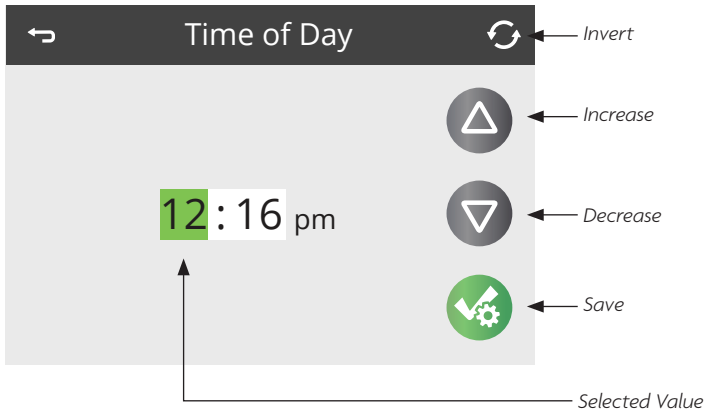 Time of Day
Invert
Increase
12 : 16 pm
Decrease
Save
Selected Value